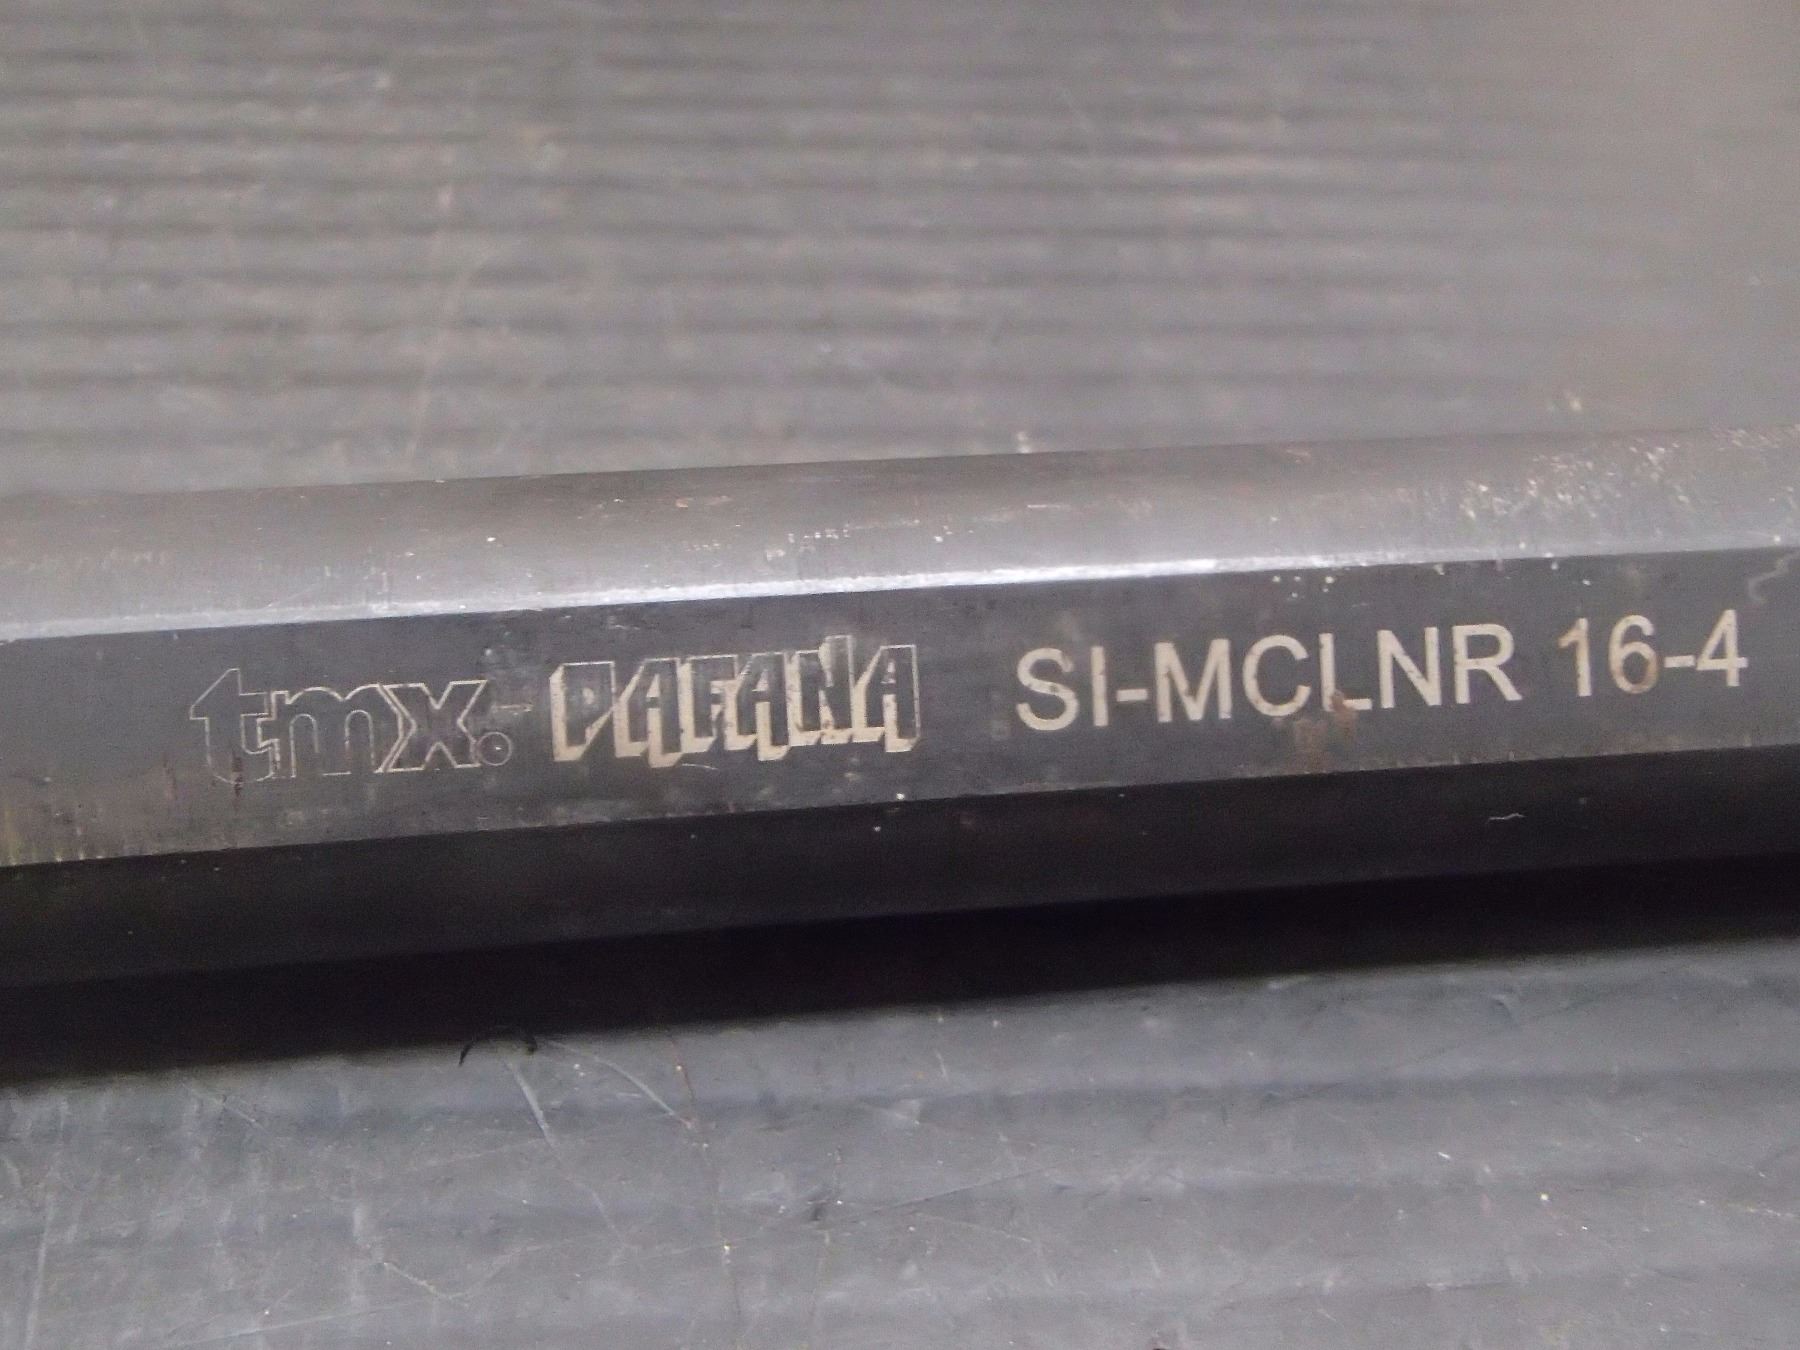 tmx. PAFANA SI-MCLNR 16-4